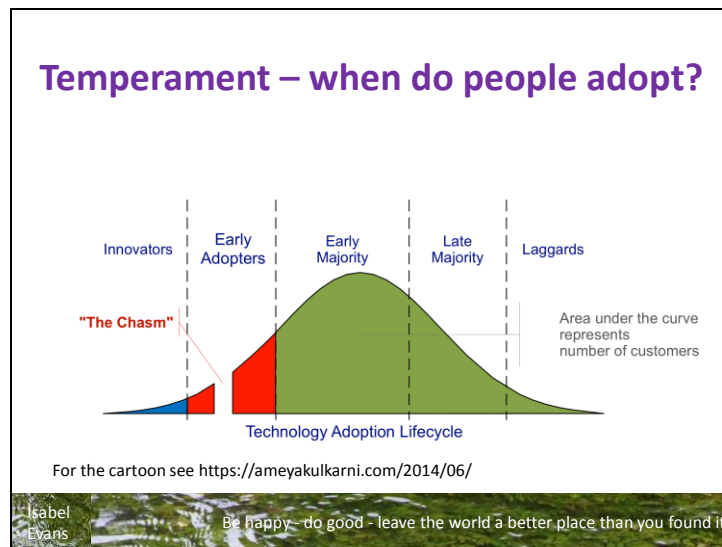 Temperament – when do people adopt?
Innovators
Early
Adopters
Early
Majority
Late
Majority
Laggards
"The Chasm"
Area under the curve
represents
number of customers
Technology Adoption Lifecycle
For the cartoon see https://ameyakulkarni.com/2014/06/
Isabel
Evans
Be happy - do good - leave the world a better place than you found it